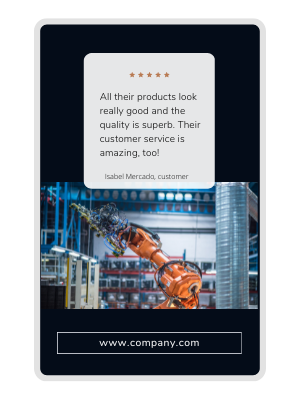 All their products look
really good and the
quality is superb. Their
customer service is
amazing, too!
Isabel Mercado, customer
www.company.com